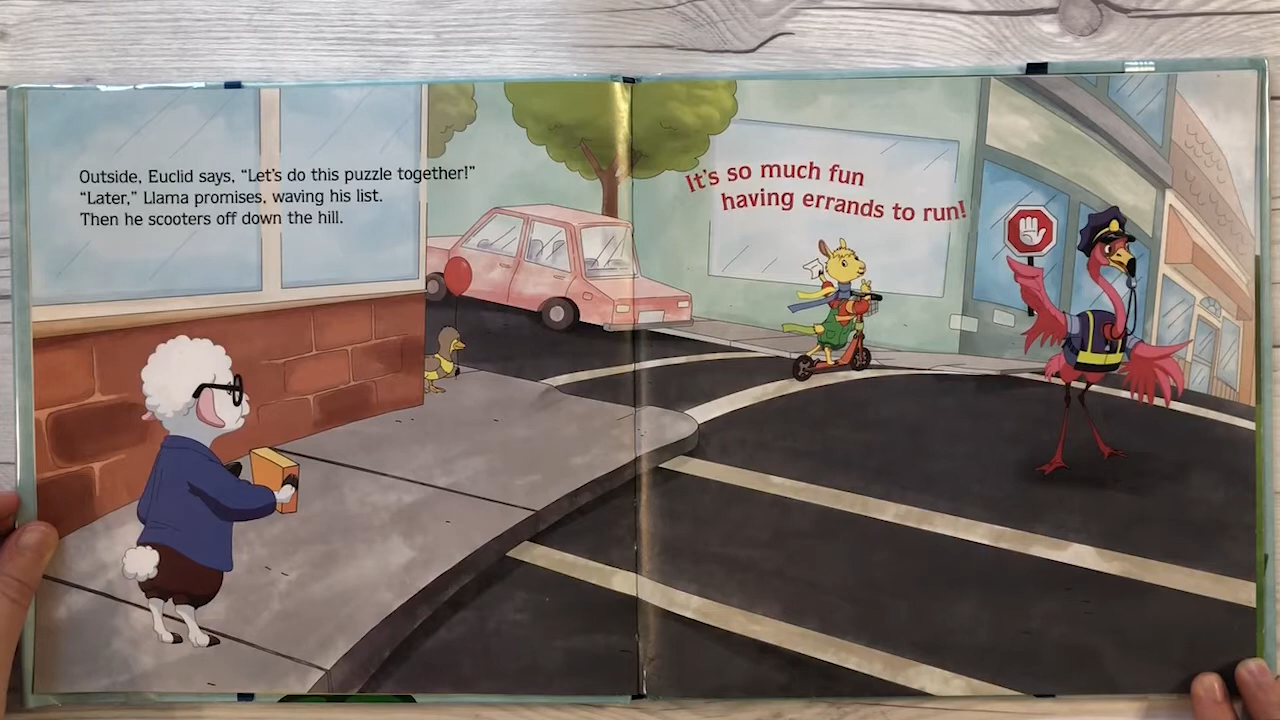 Outside, Euclid says, “Let’s do this puzzle together!”
“Later,” Llama promises, waving his list.
Then he scooters off down the hill.
It’s so much fun
having errands to run!